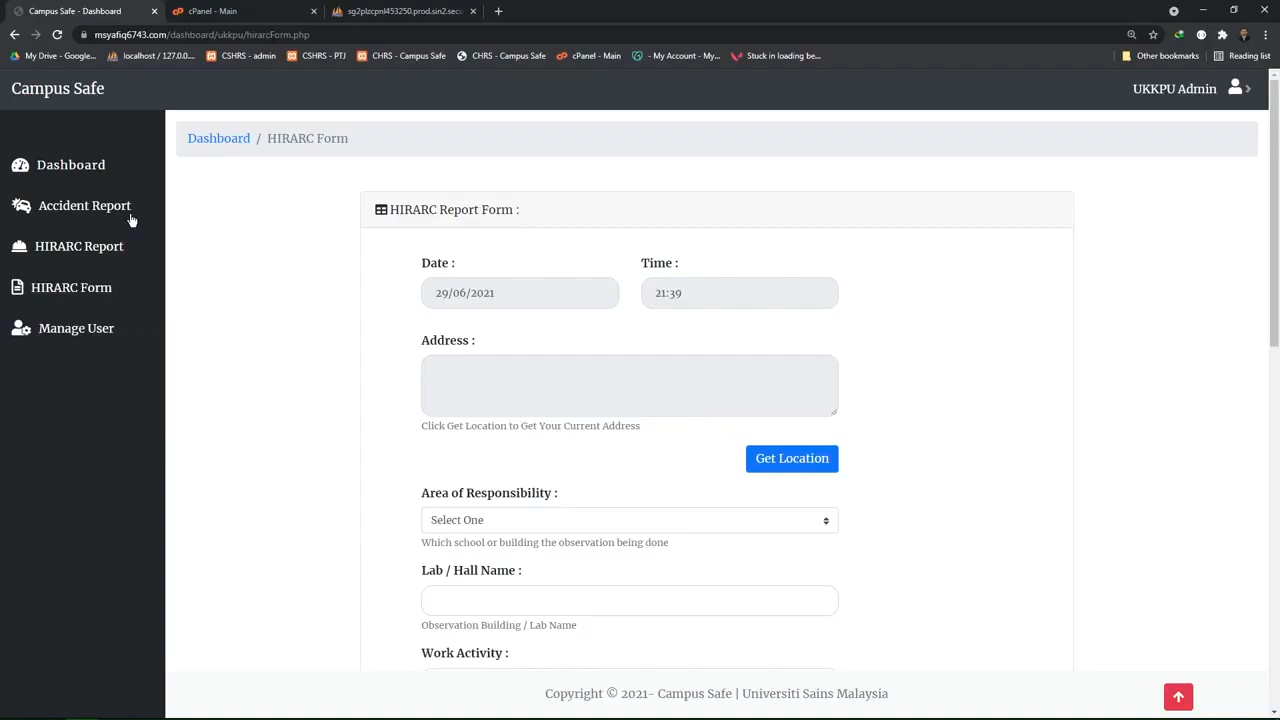 Campus Safe - Dashboard
cPanel - Main
sg2plzcpnl453250.prod.sin2.secu
msyafiq6743.com/dashboard/ukkpu/hirarcForm.php
My Drive - Google...
localhost / 127.0.0....
CSHRS - admin
CSHRS - PTJ
CHRS - Campus Safe
CHRS - Campus Safe
cPanel - Main
- My Account - My...
Stuck in loading be...
Other bookmarks
Reading list
Campus Safe
UKKPU Admin
Dashboard
Accident Report
HIRARC Report
HIRARC Form
Manage User
Dashboard / HIRARC Form
HIRARC Report Form :
Date :
Time :
29/06/2021
21:39
Address :
Click Get Location to Get Your Current Address
Get Location
Area of Responsibility :
Select One
Which school or building the observation being done
Lab / Hall Name :
Observation Building / Lab Name
Work Activity :
Copyright © 2021- Campus Safe | Universiti Sains Malaysia